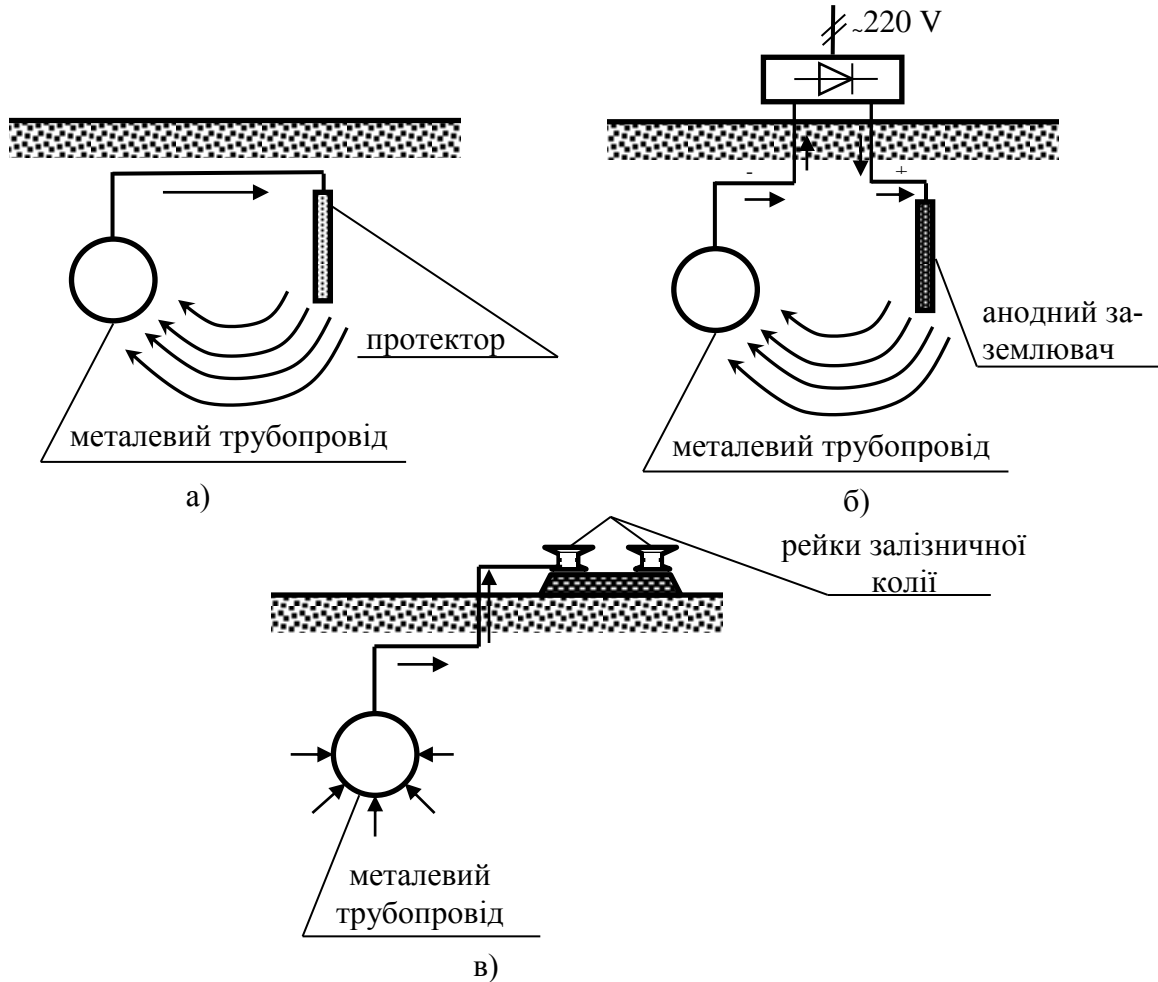 ~220 V
- +
протектор
анодний за-
землювач
металевий трубопровід
металевий трубопровід
а)
б)
рейки залізничної
колії
металевий
трубопровід
в)